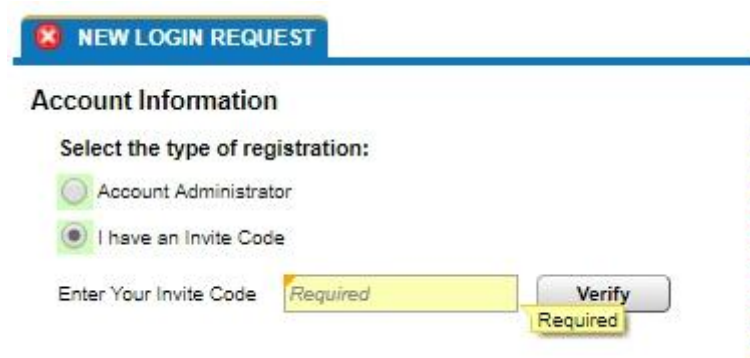 NEW LOGIN REQUEST
Account Information
Select the type of registration:
Account Administrator
I have an Invite Code
Enter Your Invite Code Required Verify
Required